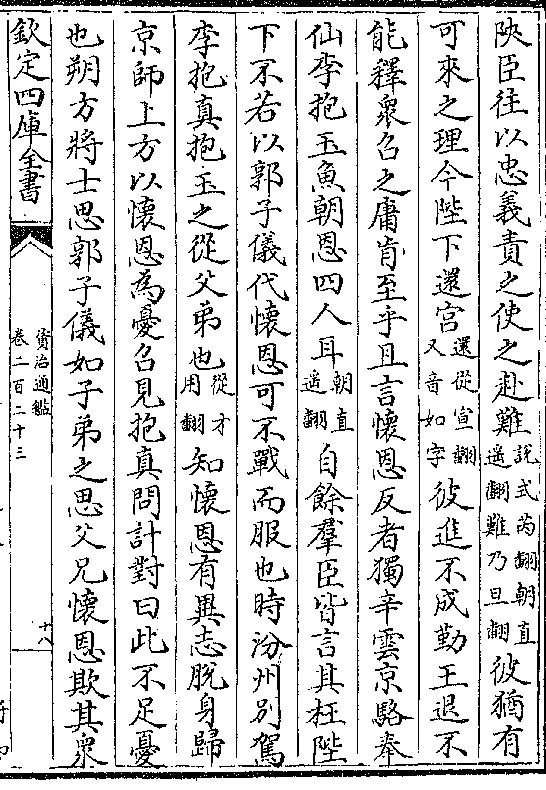 陜臣往以忠義責之使之赴難說式芮翻朝直遙翻難乃旦翻彼猶有
可來之理今陛下還宮還從宣翻又音如字彼進不成勤王退不
能釋衆召之庸肯至乎且言懷恩反者獨辛雲京駱奉
仙李抱玉魚朝恩四人耳朝直遙翻自餘羣臣皆言其枉陛
下不若以郭子儀代懷恩可不戰而服也時汾州别駕
李抱真抱玉之從父弟也從才用翻知懷恩有異志脫身歸
京師上方以懷恩為憂召見抱真問計對曰此不足憂
也朔方將士思郭子儀如子弟之思父兄懷恩欺其衆
欽定四庫全書
資治通鑑
卷二百二十三
十八